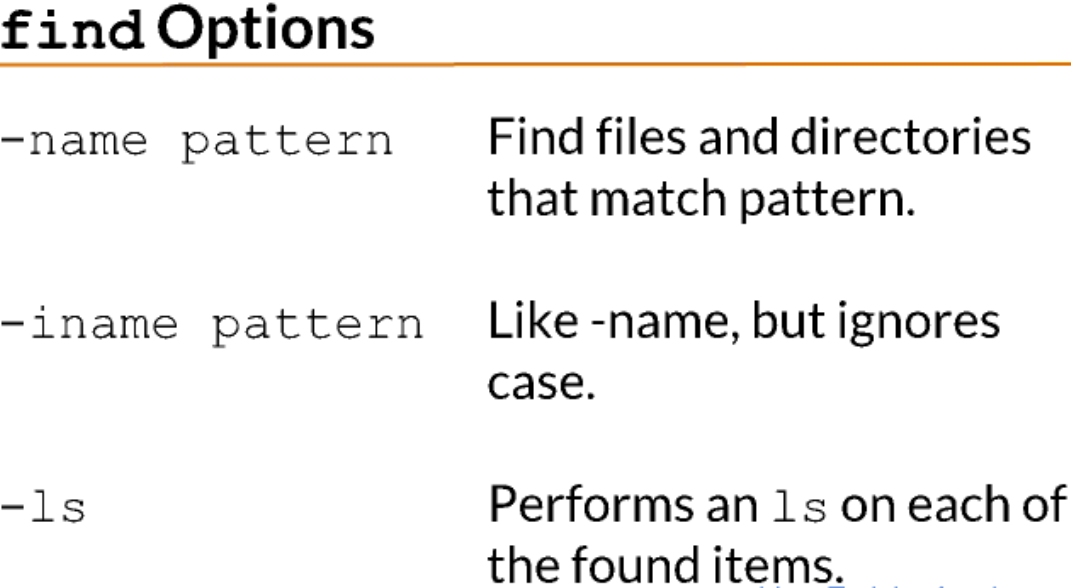 find Options
-name pattern Find files and directories
that match pattern.
-iname pattern Like -name, but ignores
case.
-ls Performs an ls on each of
the found items.